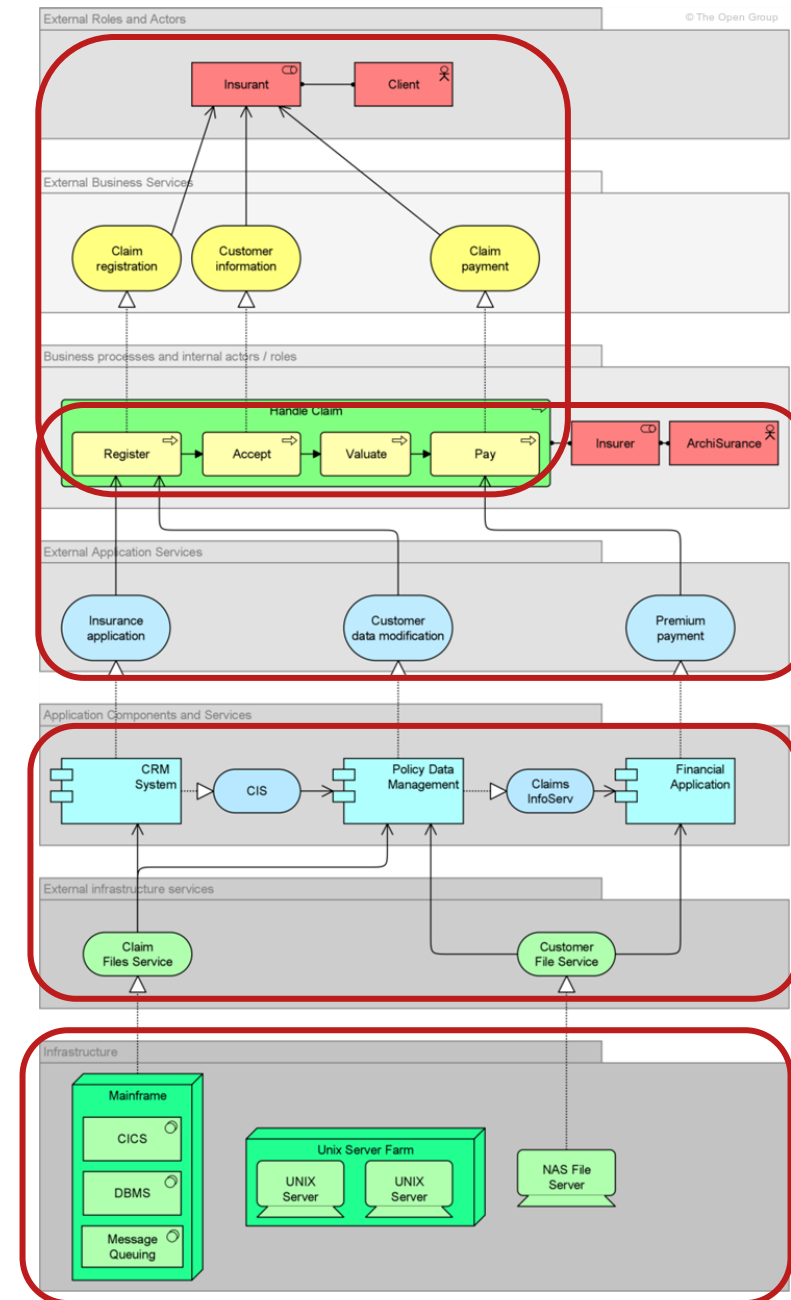 External Roles and Actors
© The Open Group
Insurant
Client
External Business Services
Claim
registration
Customer
information
Claim
payment
Business processes and internal actors / roles
Handle Claim
Register
Accept
Valuate
Pay
Insurer
ArchiSurance
External Application Services
Insurance
application
Customer
data modification
Premium
payment
Application Components and Services
CRM
System
CIS
Policy Data
Management
Claims
InfoServ
Financial
Application
External infrastructure services
Claim
Files Service
Customer
File Service
Infrastructure
Mainframe
CICS
DBMS
Message
Queuing
Unix Server Farm
UNIX
Server
UNIX
Server
NAS File
Server